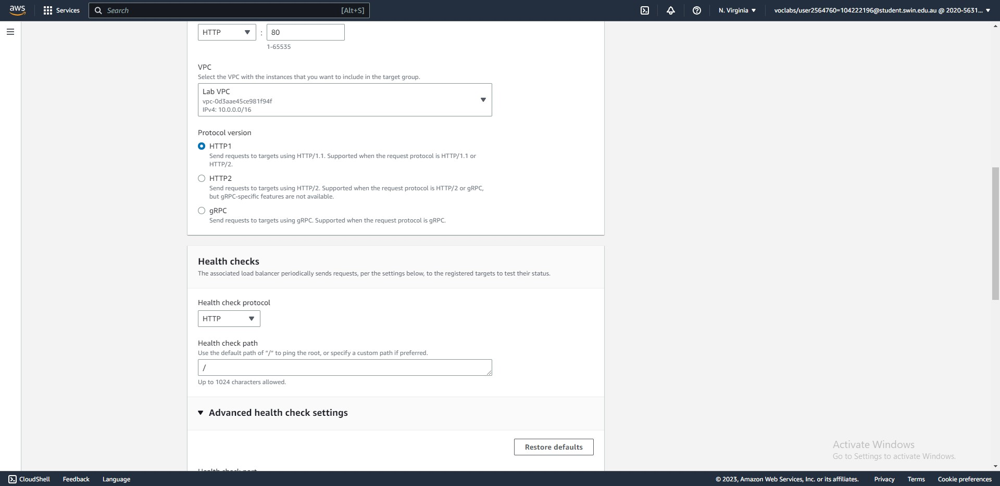 aws
Services
Search
[Alt+S]
N. Virginia
voclabs/user2564760=104222196@student.swin.edu.au @ 2020-5631...
HTTP
:
80
1-65535
VPC
Select the VPC with the instances that you want to include in the target group.
Lab VPC
vpc-0d3aae45ce981f94f
IPv4: 10.0.0.0/16
Protocol version
HTTP1
Send requests to targets using HTTP/1.1. Supported when the request protocol is HTTP/1.1 or
HTTP/2.
HTTP2
Send requests to targets using HTTP/2. Supported when the request protocol is HTTP/2 or gRPC,
but gRPC-specific features are not available.
gRPC
Send requests to targets using gRPC. Supported when the request protocol is gRPC.
Health checks
The associated load balancer periodically sends requests, per the settings below, to the registered targets to test their status.
Health check protocol
HTTP
Health check path
Use the default path of "/" to ping the root, or specify a custom path if preferred.
/
Up to 1024 characters allowed.
Advanced health check settings
Restore defaults
Health check port
Activate Windows
Go to Settings to activate Windows.
CloudShell
Feedback
Language
© 2023, Amazon Web Services, Inc. or its affiliates.
Privacy
Terms
Cookie preferences